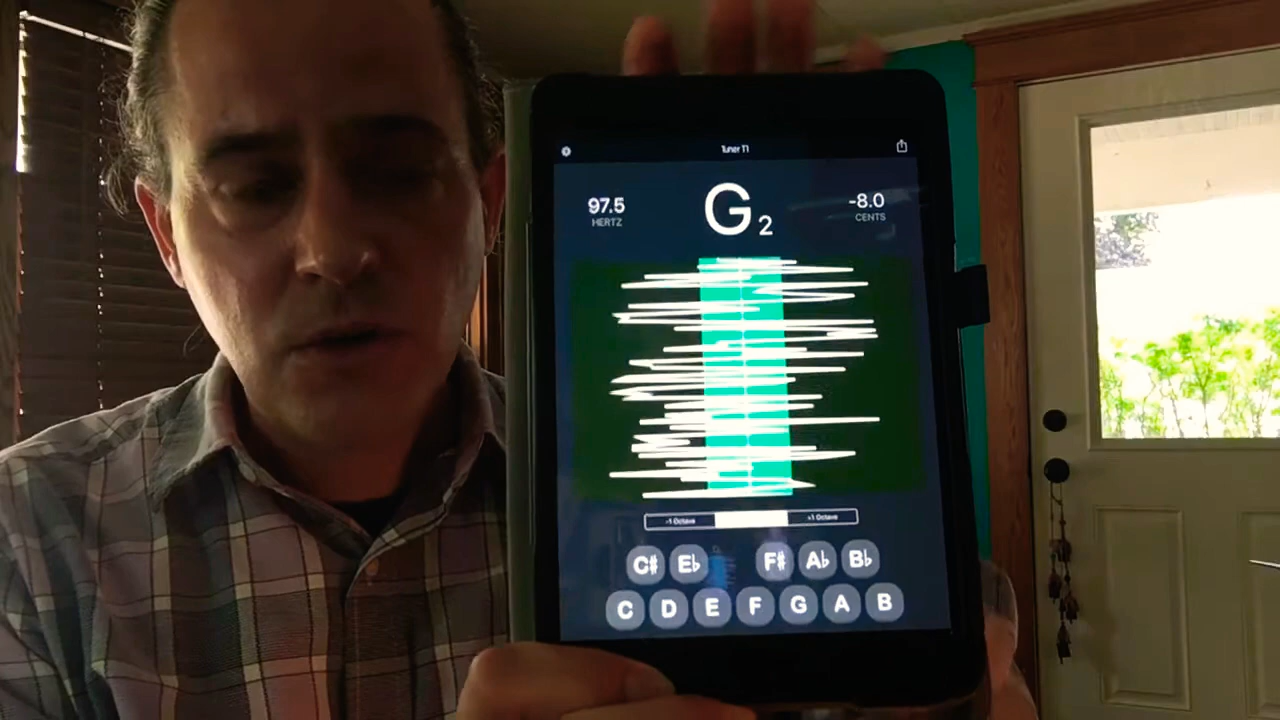 Tuner T1
97.5
HERTZ
G2
-8.0
CENTS
-1 Octave
+1 Octave
C# E♭ F# A♭ B♭
C D E F G A B